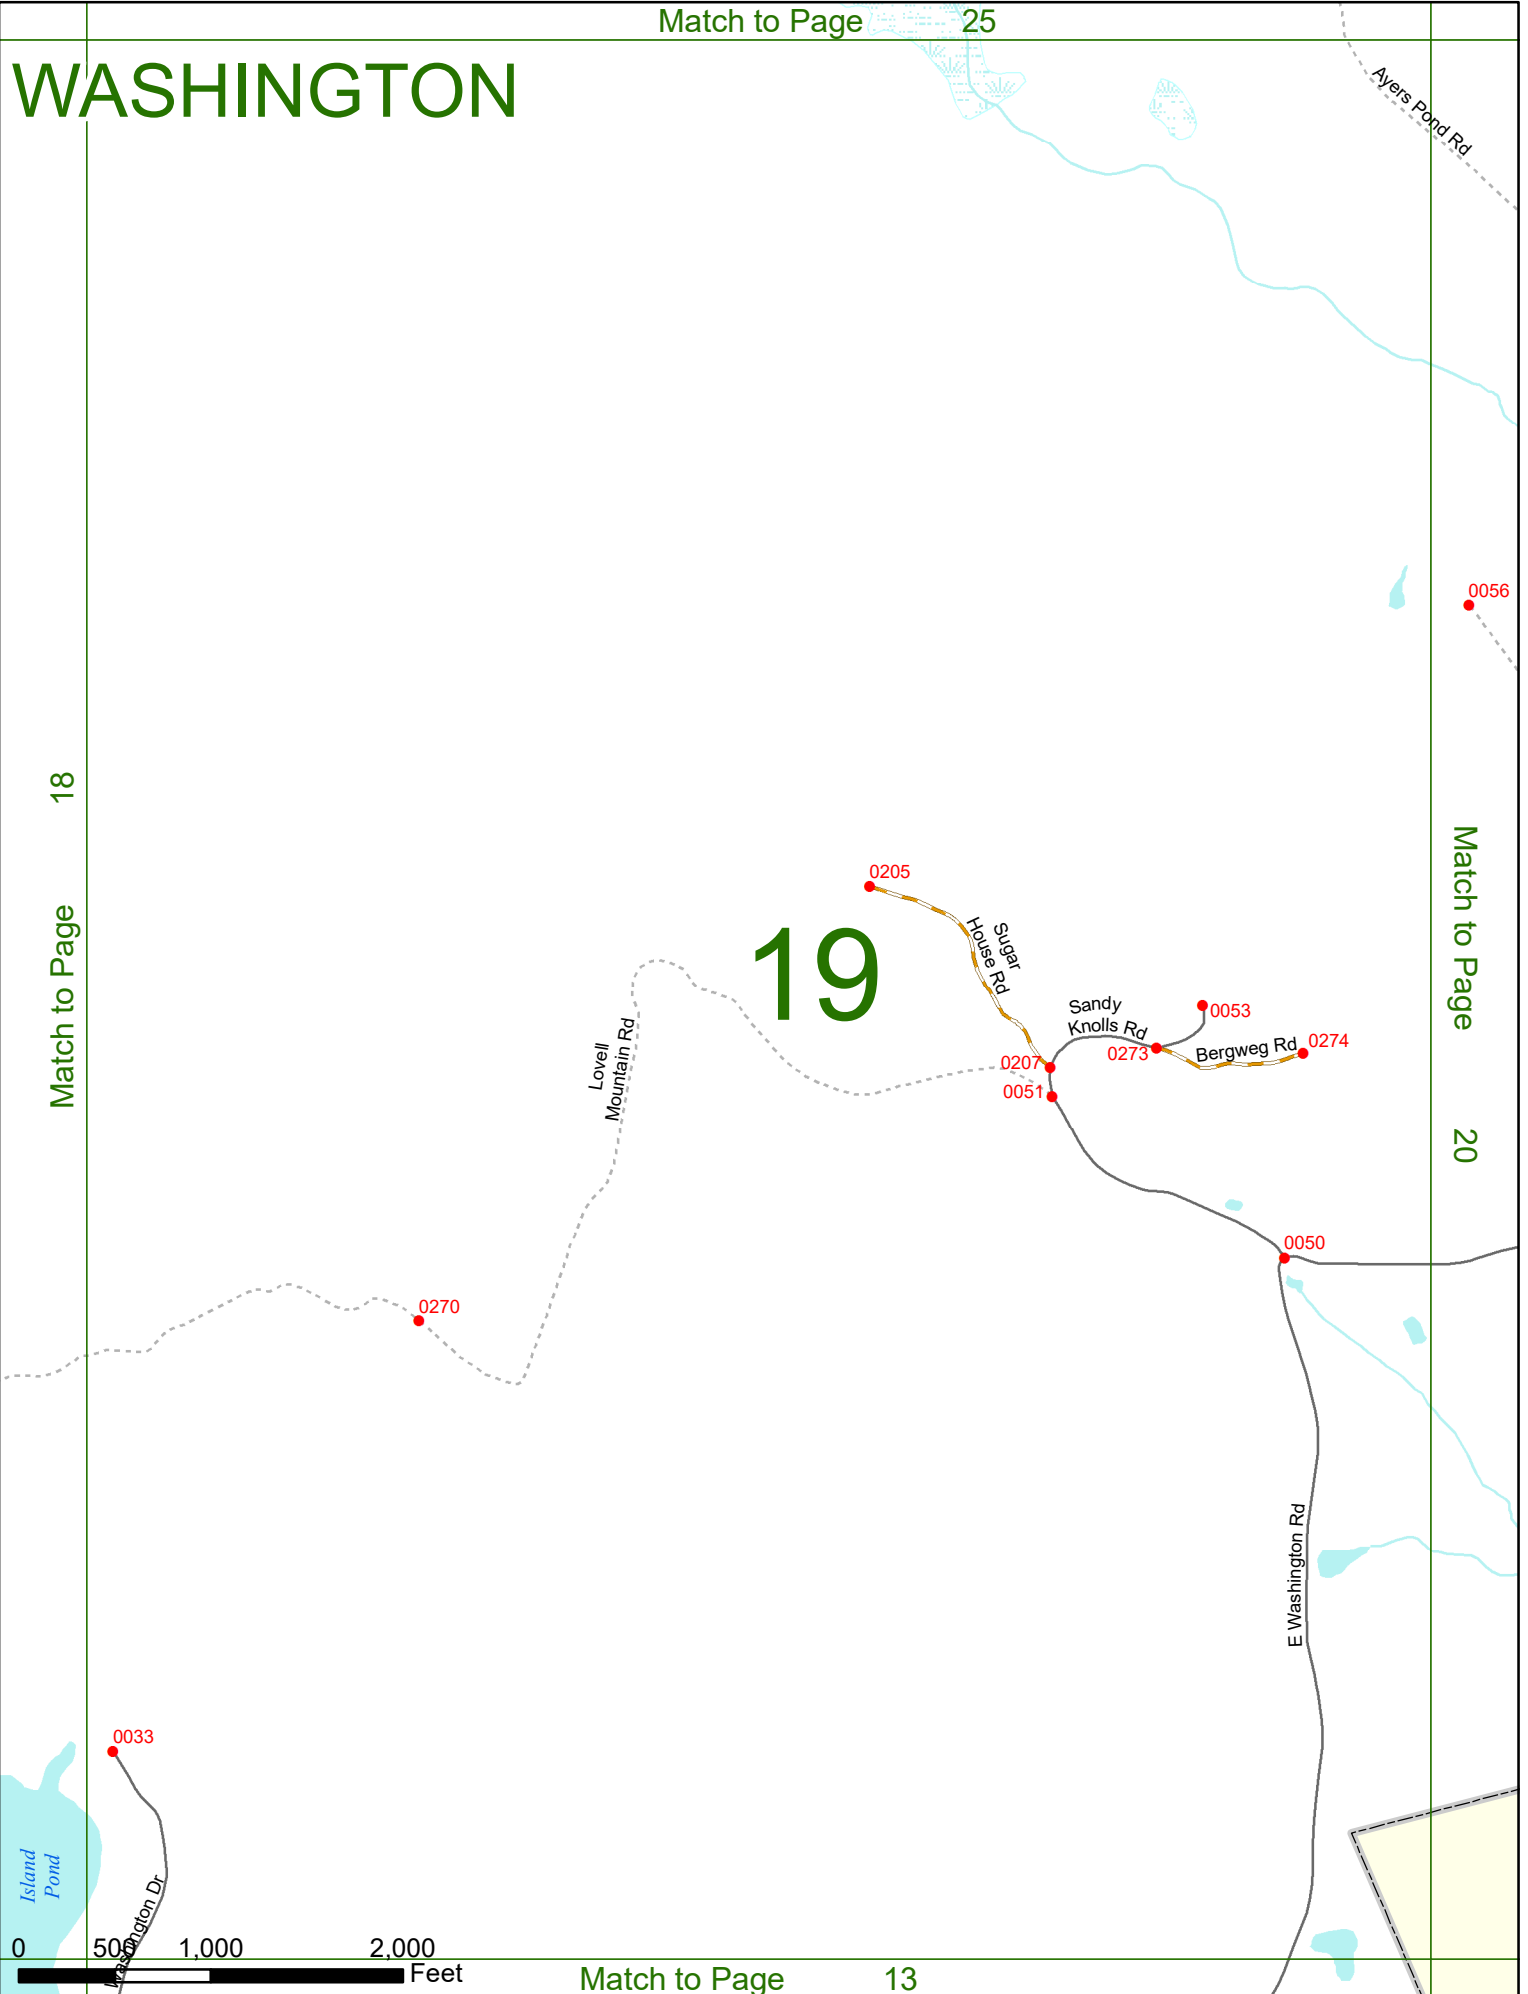 Match to Page 25
WASHINGTON
Ayers Pond Rd
0056
18
Match to Page
Match to Page
20
0205
19
Sugar
House Rd
Sandy
Knolls Rd
0053
0273
Bergweg Rd
0274
0207
0051
Lovell
Mountain Rd
0050
0270
E Washington Rd
0033
Island
Pond
Washington Dr
0 500 1,000 2,000
Feet
Match to Page 13